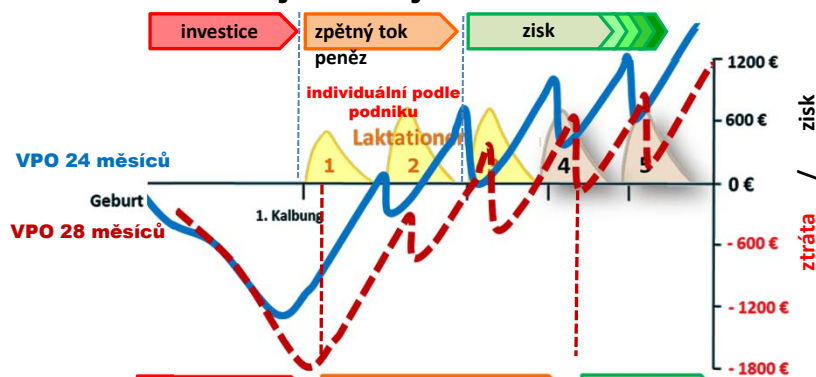 investice
zpětný tok
peněz
zisk
individuální podle
podniku
Laktationen
1200 €
600 €
0 €
- 600 €
- 1200 €
- 1800 €
zisk
/
ztráta
VPO 24 měsíců
1
2
4
5
Geburt
1. Kalbung
VPO 28 měsíců